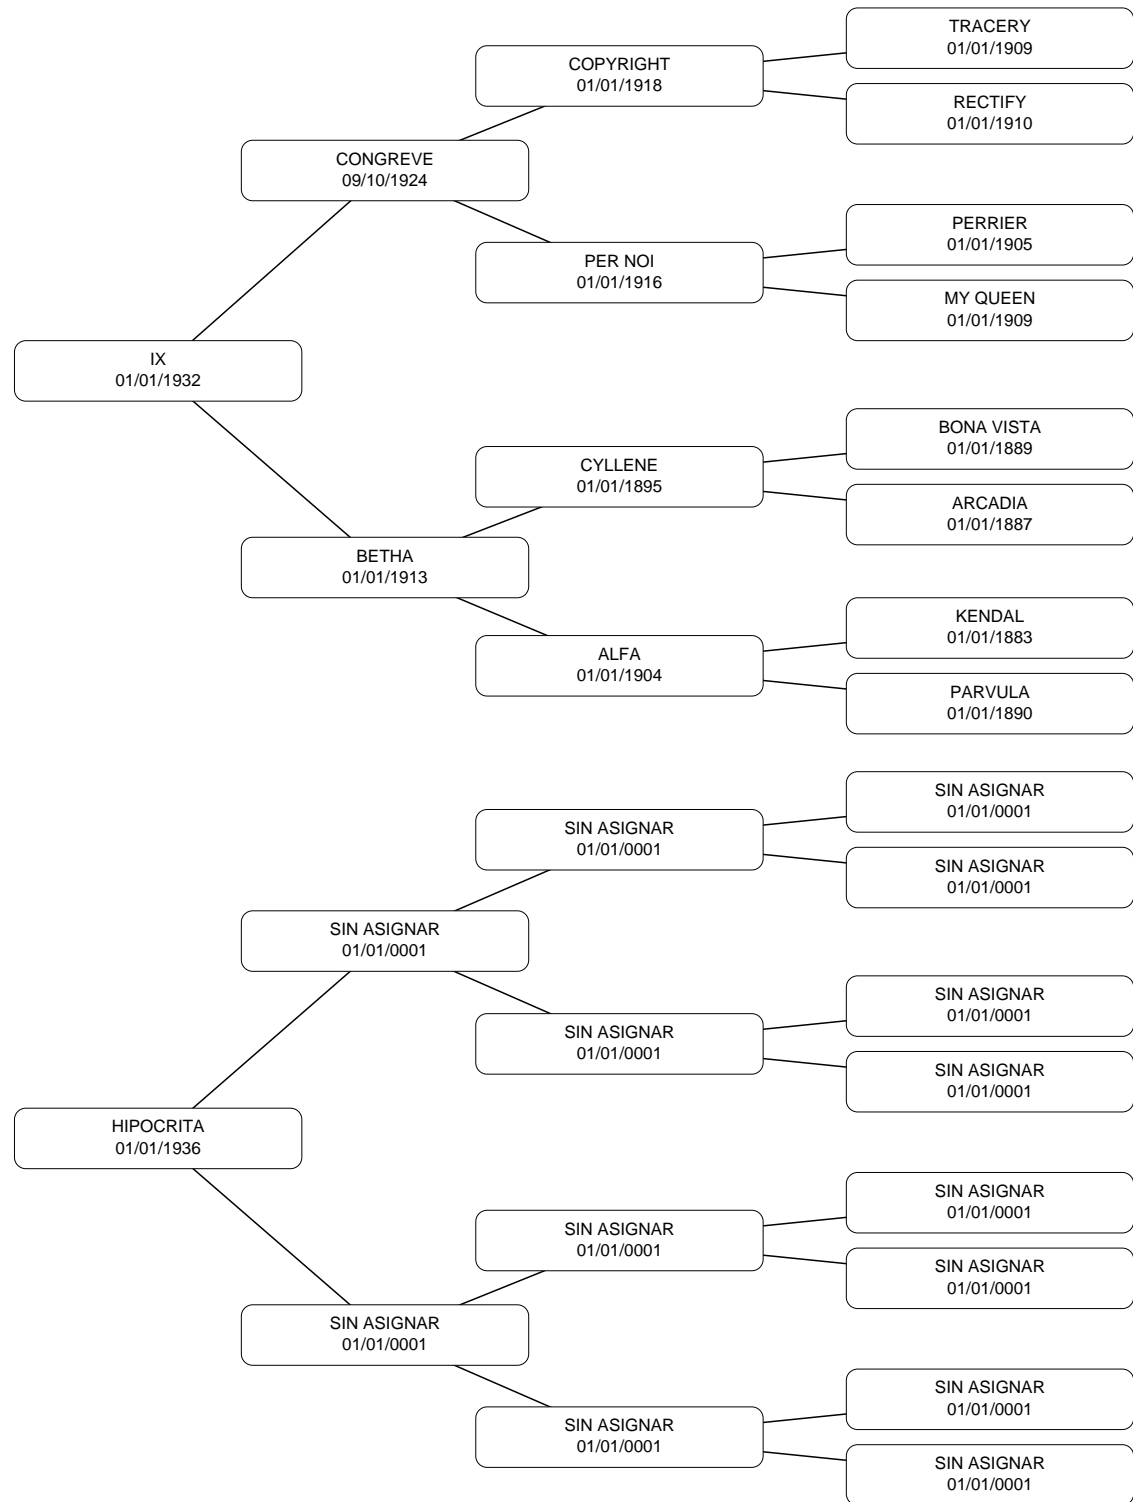 TRACERY
01/01/1909
COPYRIGHT
01/01/1918
RECTIFY
01/01/1910
CONGREVE
09/10/1924
PERRIER
01/01/1905
PER NOI
01/01/1916
MY QUEEN
01/01/1909
IX
01/01/1932
BONA VISTA
01/01/1889
CYLLENE
01/01/1895
ARCADIA
01/01/1887
BETHA
01/01/1913
KENDAL
01/01/1883
ALFA
01/01/1904
PARVULA
01/01/1890
SIN ASIGNAR
01/01/0001
SIN ASIGNAR
01/01/0001
SIN ASIGNAR
01/01/0001
SIN ASIGNAR
01/01/0001
SIN ASIGNAR
01/01/0001
SIN ASIGNAR
01/01/0001
SIN ASIGNAR
01/01/0001
HIPOCRITA
01/01/1936
SIN ASIGNAR
01/01/0001
SIN ASIGNAR
01/01/0001
SIN ASIGNAR
01/01/0001
SIN ASIGNAR
01/01/0001
SIN ASIGNAR
01/01/0001
SIN ASIGNAR
01/01/0001
SIN ASIGNAR
01/01/0001